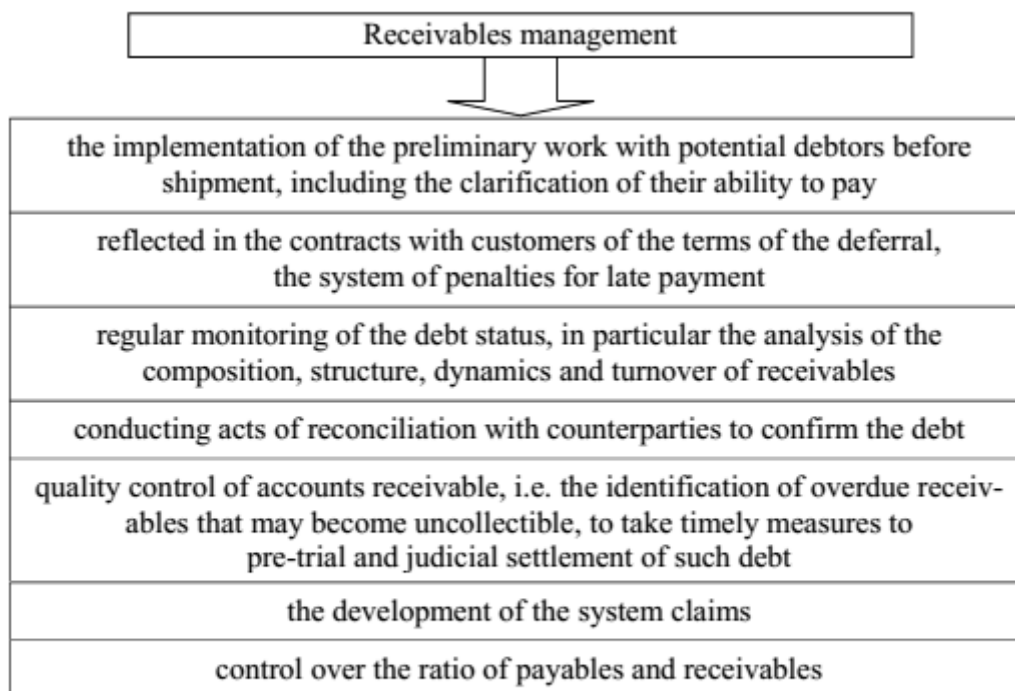 Receivables management
the implementation of the preliminary work with potential debtors before
shipment, including the clarification of their ability to pay
reflected in the contracts with customers of the terms of the deferral,
the system of penalties for late payment
regular monitoring of the debt status, in particular the analysis of the
composition, structure, dynamics and turnover of receivables
conducting acts of reconciliation with counterparties to confirm the debt
quality control of accounts receivable, i.e. the identification of overdue receiv-
ables that may become uncollectible, to take timely measures to
pre-trial and judicial settlement of such debt
the development of the system claims
control over the ratio of payables and receivables